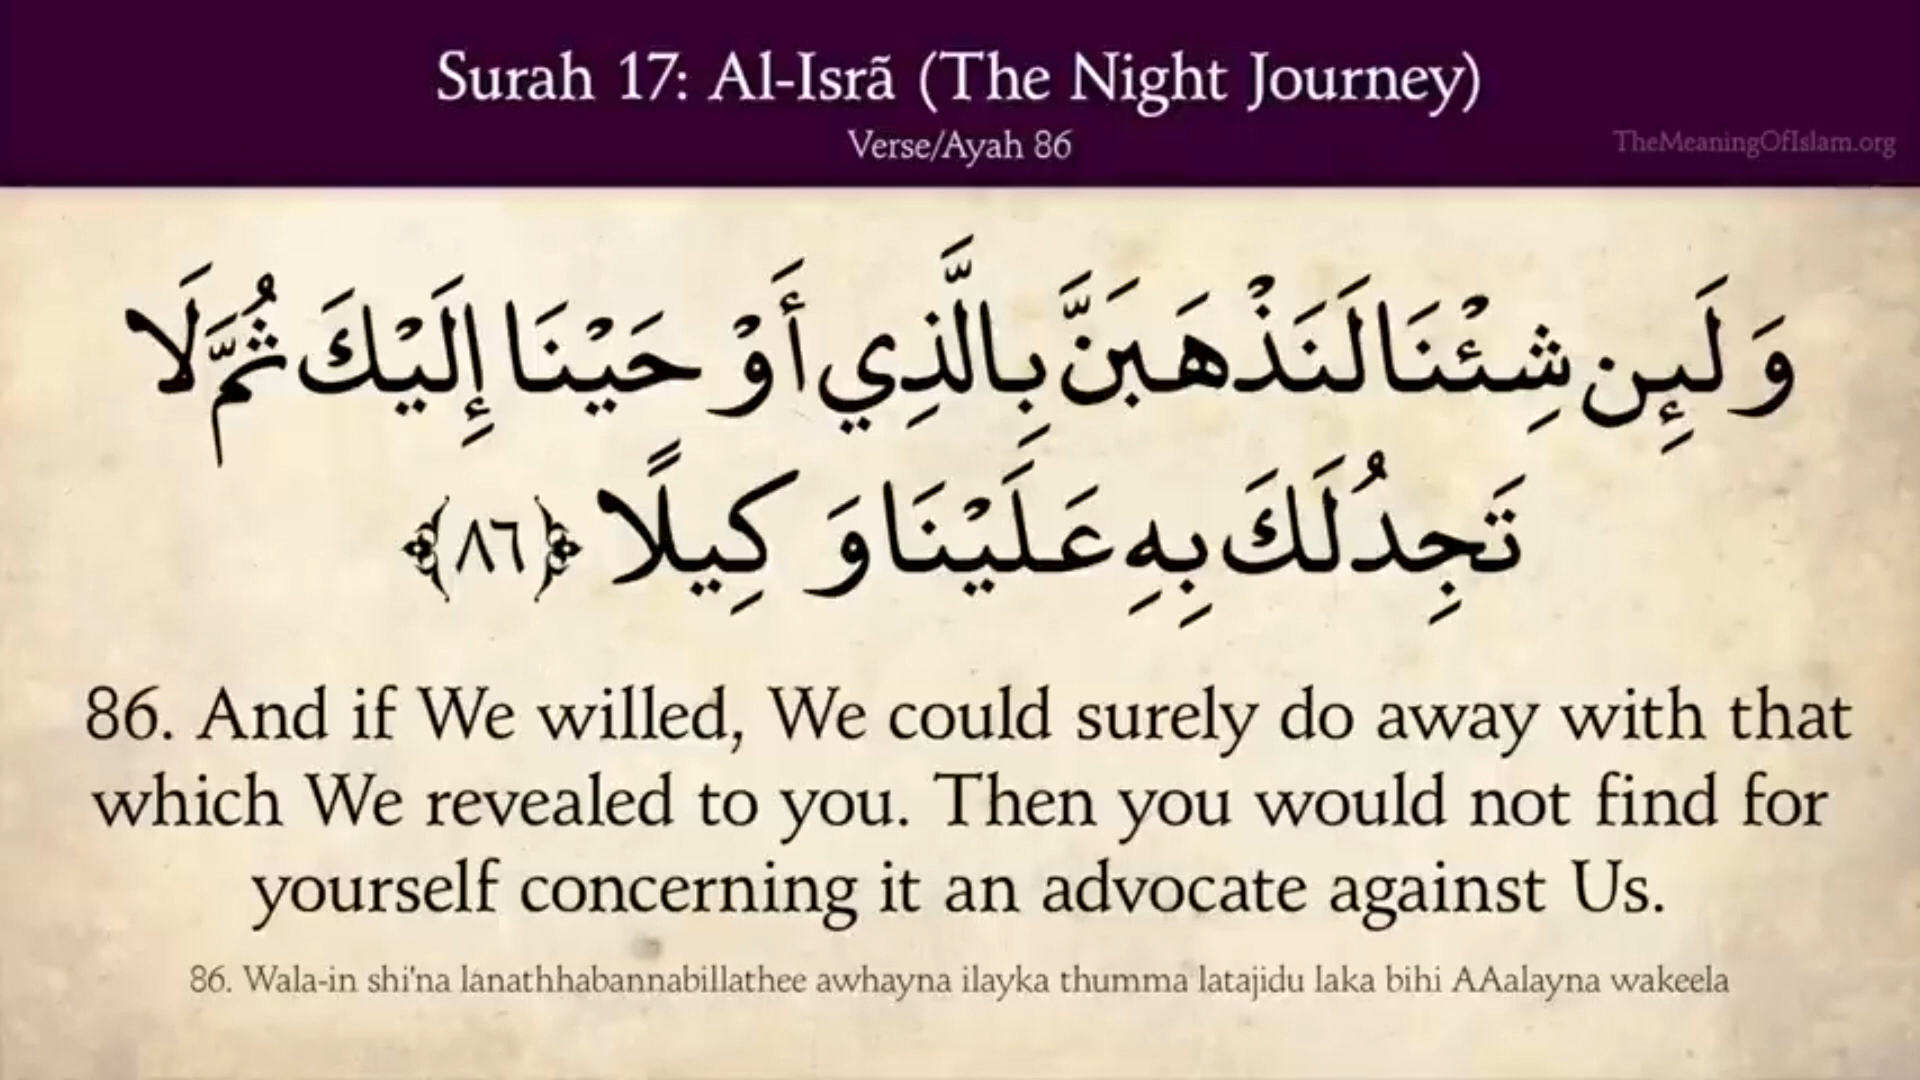 Surah 17: Al-Isrã (The Night Journey)
Verse/Ayah 86
TheMeaningOfIslam.org
وَلَئِن شِئْنَا لَنَذْهَبَنَّ بِالَّذِي أَوْحَيْنَا إِلَيْكَ ثُمَّ لَا
تَجِدُ لَكَ بِهِ عَلَيْنَا وَكِيلًا ﴿٨٦﴾
86. And if We willed, We could surely do away with that
which We revealed to you. Then you would not find for
yourself concerning it an advocate against Us.
86. Wala-in shi'na lanathhabannabillathee awhayna ilayka thumma latajidu laka bihi AAalayna wakeela